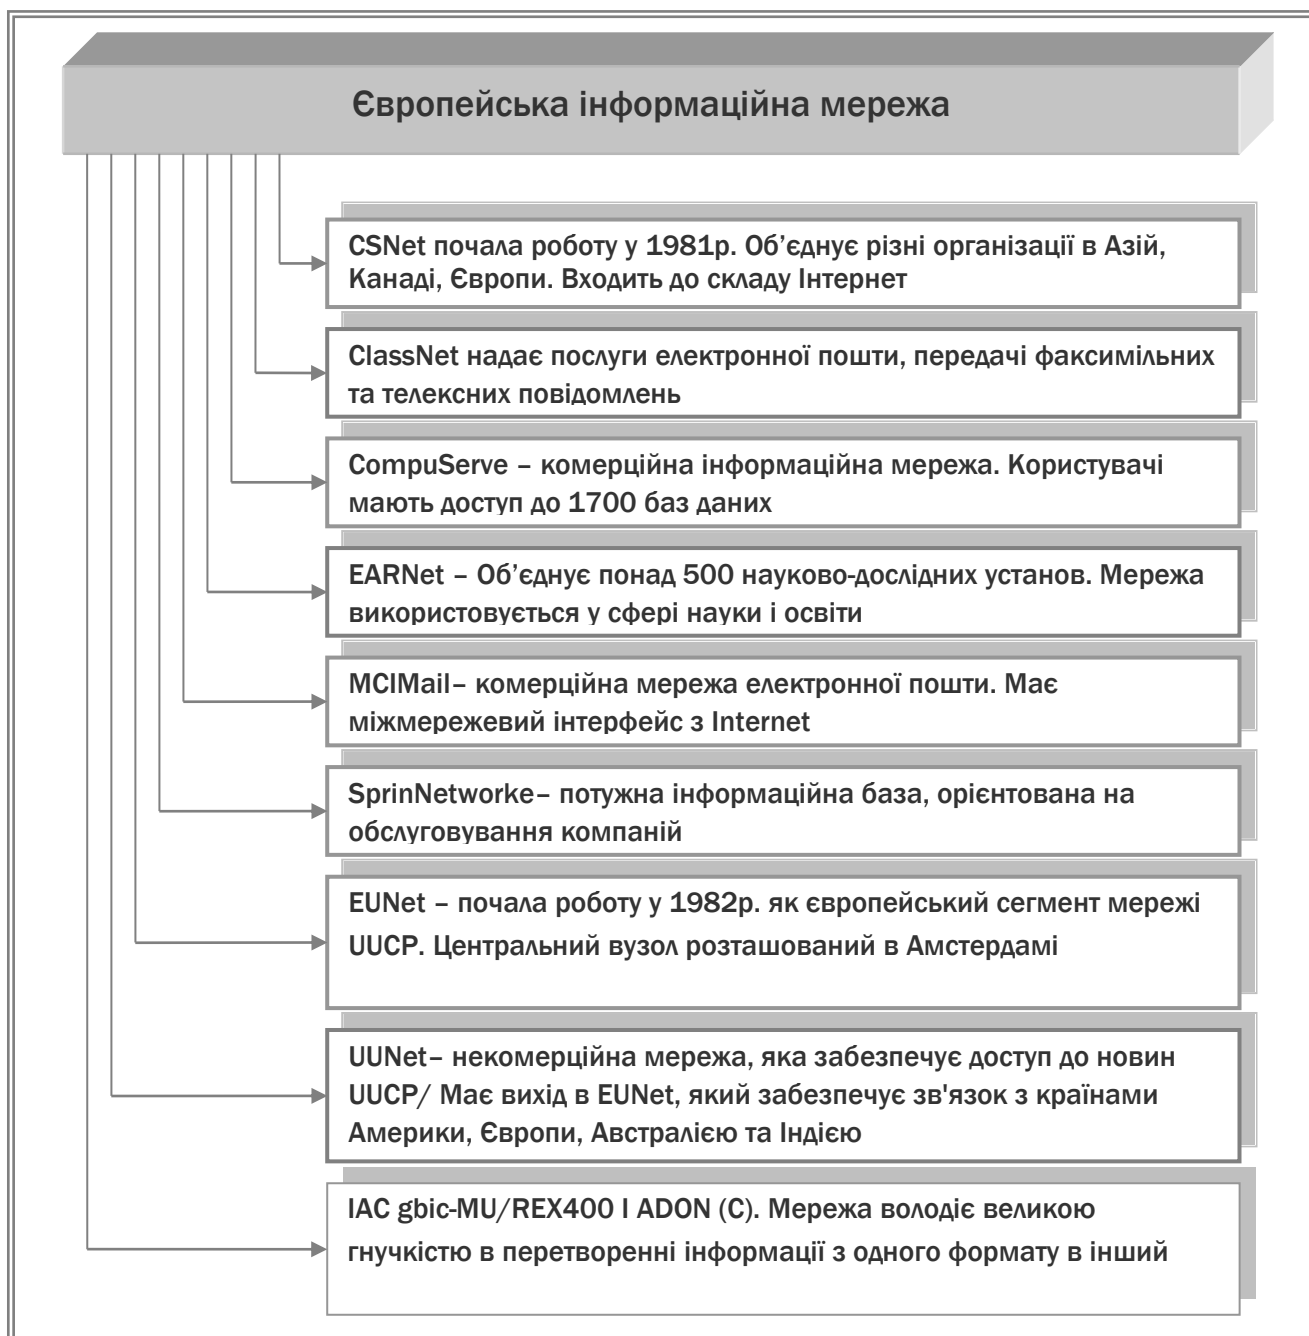 Європейська інформаційна мережа
CSNet почала роботу у 1981р. Об’єднує різні організації в Азій,
Канаді, Європи. Входить до складу Інтернет
ClassNet надає послуги електронної пошти, передачі факсимільних
та телексних повідомлень
CompuServe – комерційна інформаційна мережа. Користувачі
мають доступ до 1700 баз даних
EARNet – Об’єднує понад 500 науково-дослідних установ. Мережа
використовується у сфері науки і освіти
MCIMail– комерційна мережа електронної пошти. Має
міжмережевий інтерфейс з Internet
SprinNetworke– потужна інформаційна база, орієнтована на
обслуговування компаній
EUNet – почала роботу у 1982р. як європейський сегмент мережі
UUCP. Центральний вузол розташований в Амстердамі
UUNet– некомерційна мережа, яка забезпечує доступ до новин
UUCP/ Має вихід в EUNet, який забезпечує зв'язок з країнами
Америки, Європи, Австралією та Індією
IAC gbic-MU/REX400 I ADON (C). Мережа володіє великою
гнучкістю в перетворенні інформації з одного формату в інший